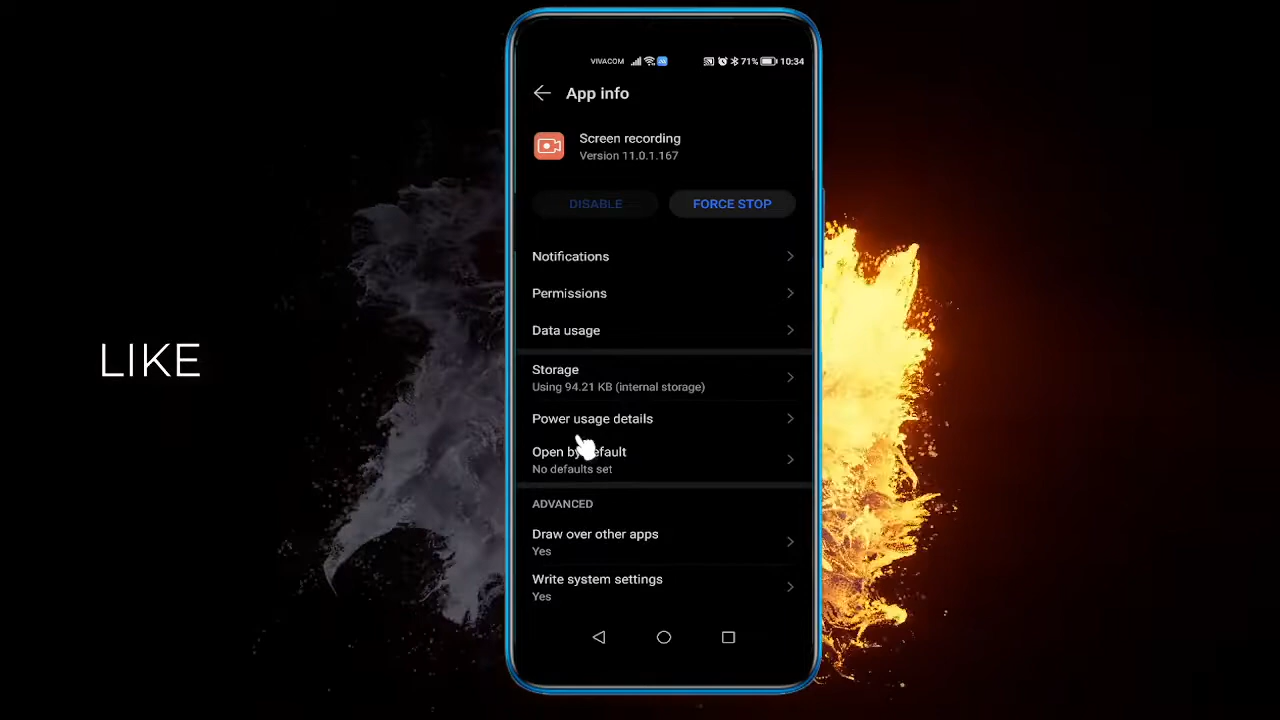 VIVACOM
71% 10:34
App info
Screen recording
Version 11.0.1.167
DISABLE
FORCE STOP
Notifications
Permissions
Data usage
LIKE
Storage
Using 94.21 KB (internal storage)
Power usage details
Open by default
No defaults set
ADVANCED
Draw over other apps
Yes
Write system settings
Yes